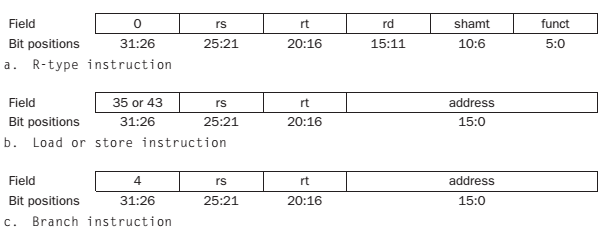 Field 0 rs rt rd shamt funct
Bit positions 31:26 25:21 20:16 15:11 10:6 5:0
a. R-type instruction
Field 35 or 43 rs rt address
Bit positions 31:26 25:21 20:16 15:0
b. Load or store instruction
Field 4 rs rt address
Bit positions 31:26 25:21 20:16 15:0
c. Branch instruction